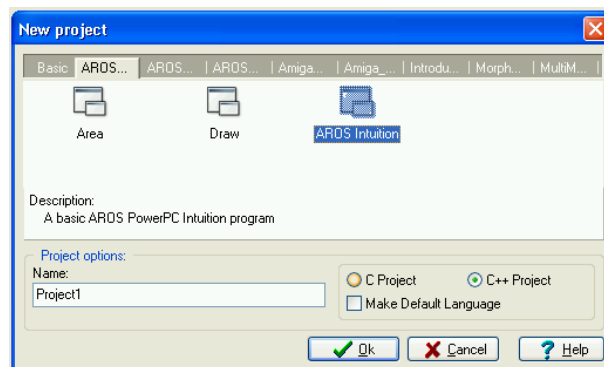 New project
Basic AROS... AROS... AROS... Amiga... Amiga_... Introdu... Morph... MultiM...
Area Draw AROS Intuition
Description:
A basic AROS PowerPC Intuition program
Project options:
Name:
Project1
C Project C++ Project
Make Default Language
Ok Cancel Help